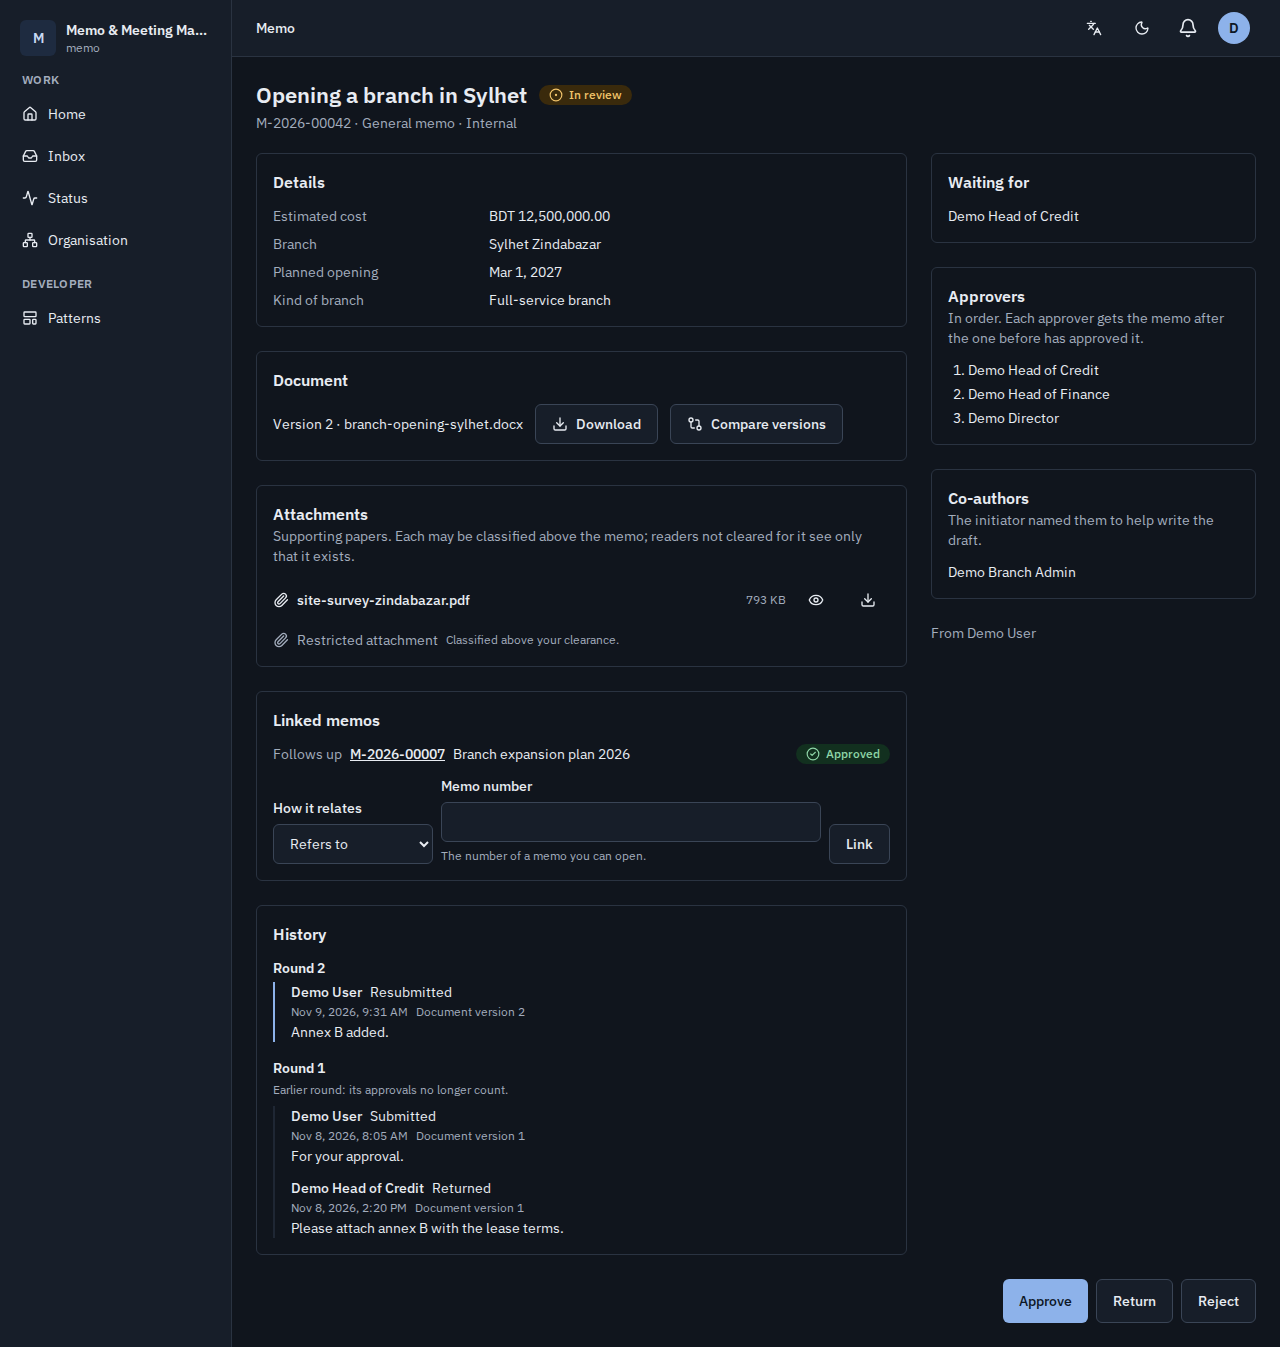 M
Memo & Meeting Ma...
memo
WORK
Home
Inbox
Status
Organisation
DEVELOPER
Patterns
Memo
D
Opening a branch in Sylhet
In review
M-2026-00042 · General memo · Internal
Details
Estimated cost BDT 12,500,000.00
Branch Sylhet Zindabazar
Planned opening Mar 1, 2027
Kind of branch Full-service branch
Document
Version 2 · branch-opening-sylhet.docx Download Compare versions
Attachments
Supporting papers. Each may be classified above the memo; readers not cleared for it see only
that it exists.
site-survey-zindabazar.pdf 793 KB
Restricted attachment Classified above your clearance.
Linked memos
Follows up M-2026-00007 Branch expansion plan 2026 Approved
How it relates
Refers to
Memo number
The number of a memo you can open.
Link
History
Round 2
Demo User Resubmitted
Nov 9, 2026, 9:31 AM Document version 2
Annex B added.
Round 1
Earlier round: its approvals no longer count.
Demo User Submitted
Nov 8, 2026, 8:05 AM Document version 1
For your approval.
Demo Head of Credit Returned
Nov 8, 2026, 2:20 PM Document version 1
Please attach annex B with the lease terms.
Waiting for
Demo Head of Credit
Approvers
In order. Each approver gets the memo after
the one before has approved it.
1. Demo Head of Credit
2. Demo Head of Finance
3. Demo Director
Co-authors
The initiator named them to help write the
draft.
Demo Branch Admin
From Demo User
Approve Return Reject